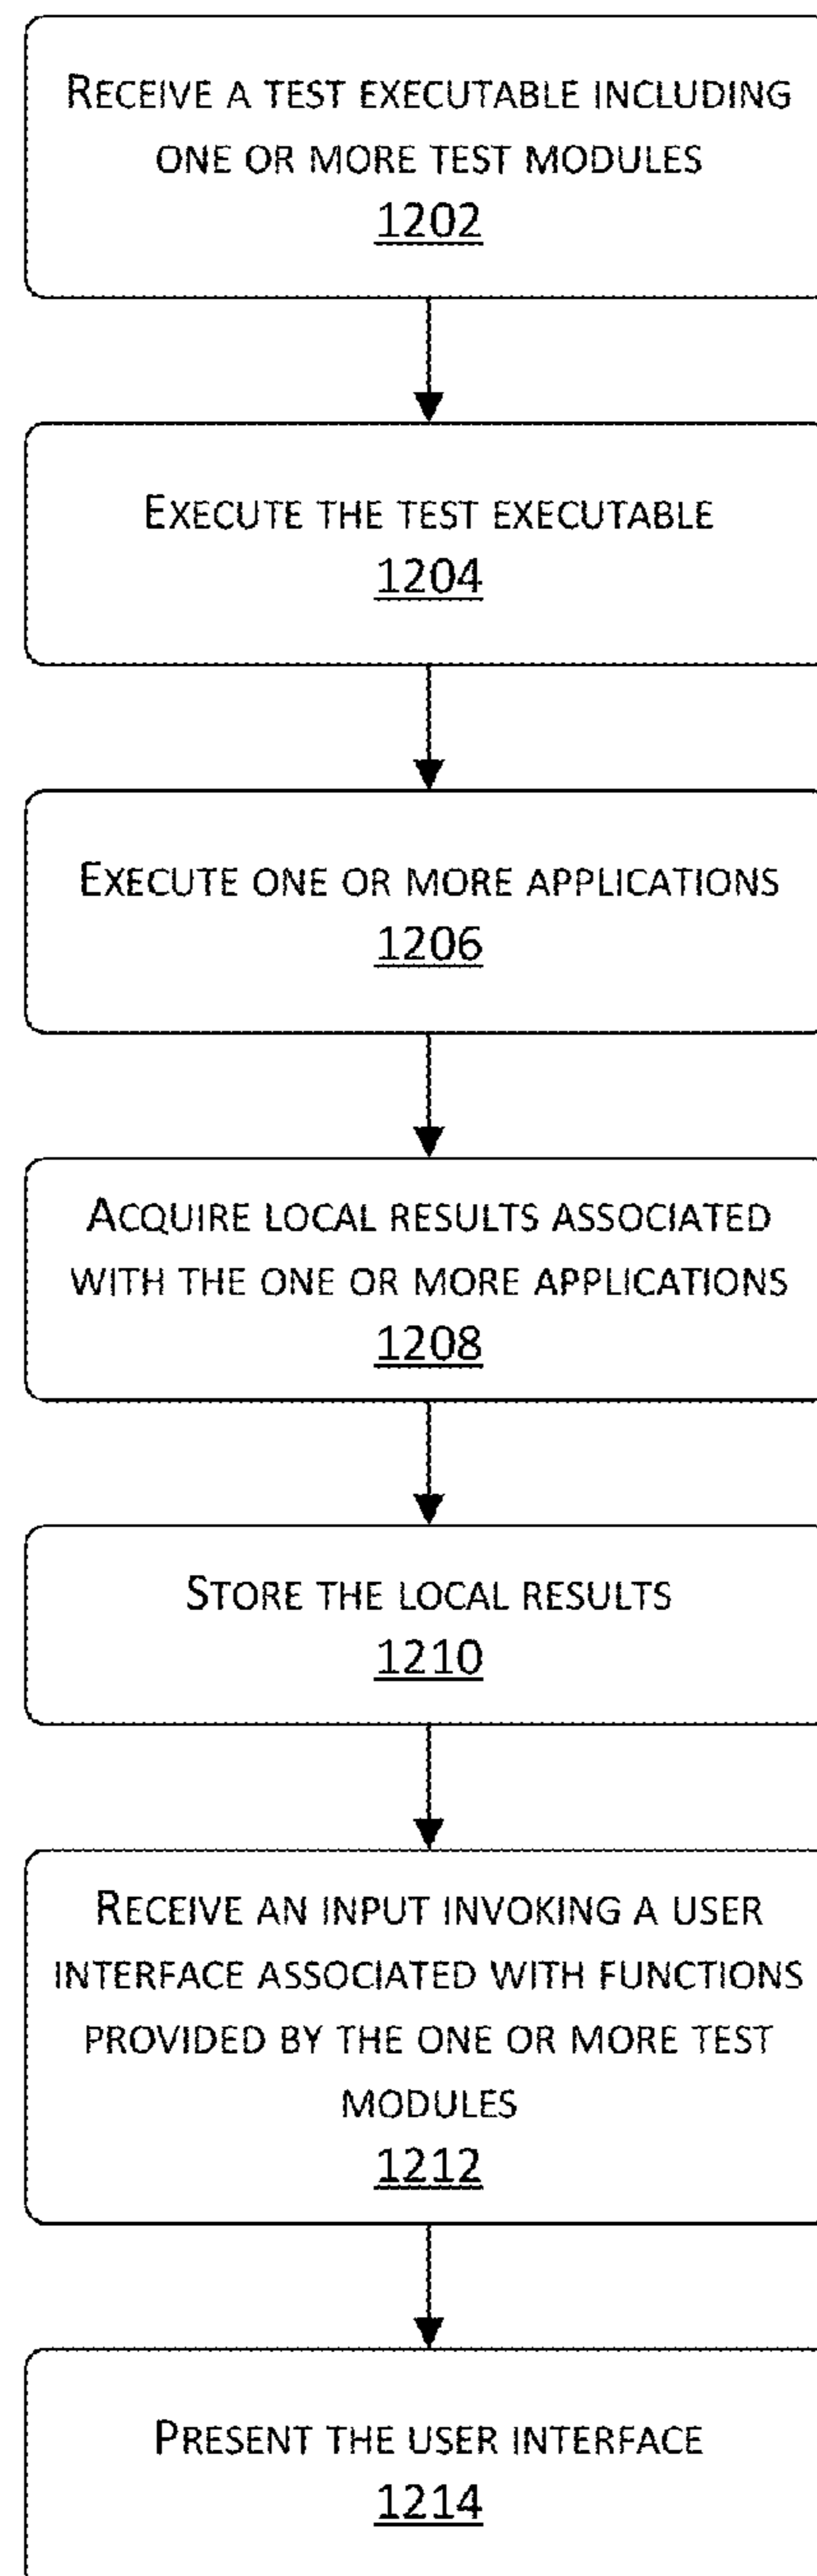 RECEIVE A TEST EXECUTABLE INCLUDING
ONE OR MORE TEST MODULES
1202
EXECUTE THE TEST EXECUTABLE
1204
EXECUTE ONE OR MORE APPLICATIONS
1206
ACQUIRE LOCAL RESULTS ASSOCIATED
WITH THE ONE OR MORE APPLICATIONS
1208
STORE THE LOCAL RESULTS
1210
RECEIVE AN INPUT INVOKING A USER
INTERFACE ASSOCIATED WITH FUNCTIONS
PROVIDED BY THE ONE OR MORE TEST
MODULES
1212
PRESENT THE USER INTERFACE
1214